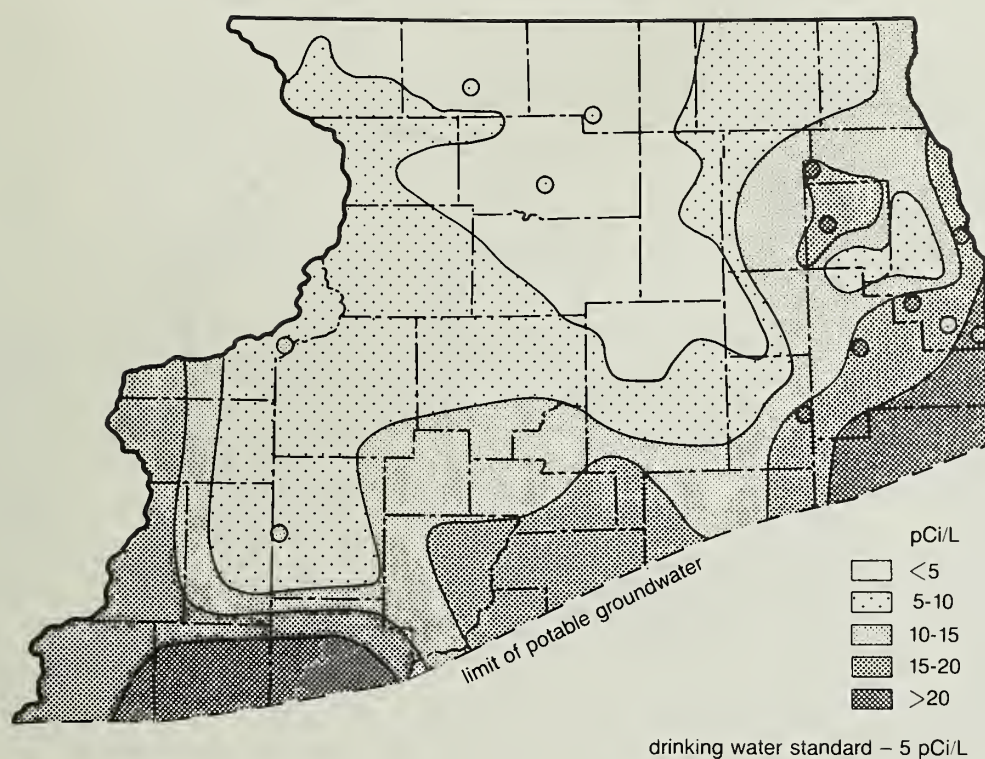 limit of potable groundwater
pCi/L
<5
5-10
10-15
15-20
>20
drinking water standard – 5 pCi/L